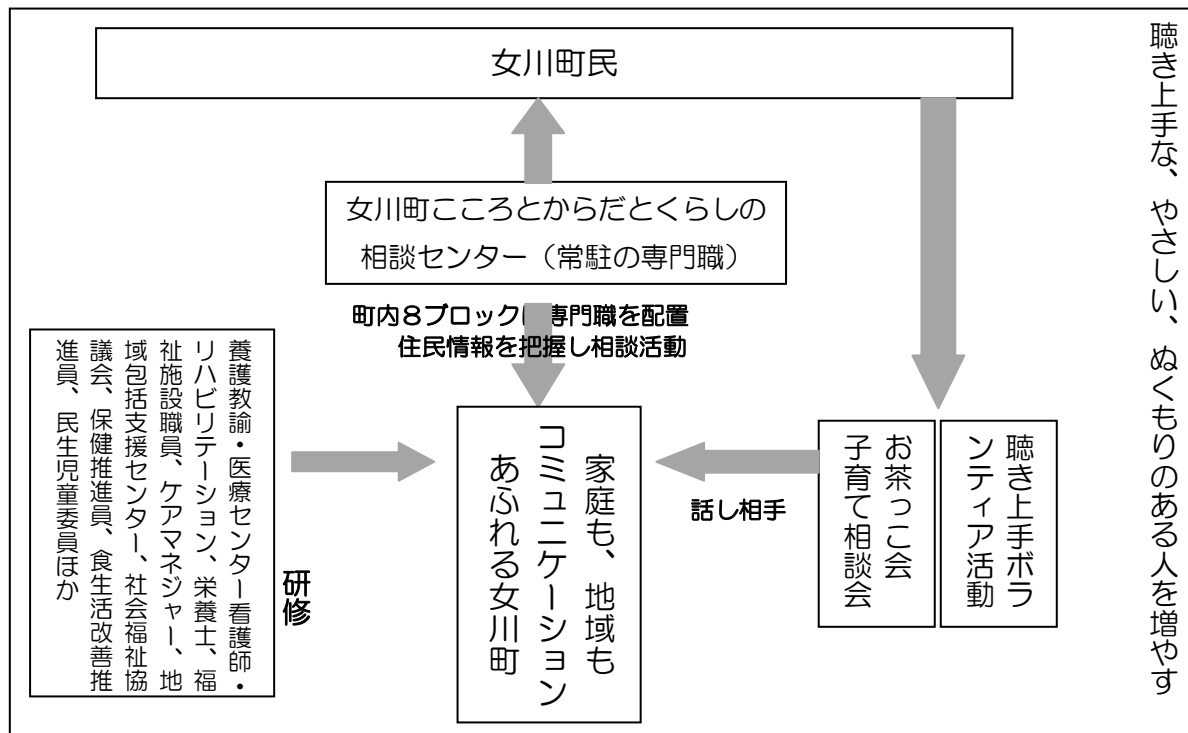 聴き上手な、やさしい、ぬくもりのある人を増やす
女川町民
女川町こころとからだとくらしの
相談センター（常駐の専門職）
町内８ブロックに専門職を配置
住民情報を把握し相談活動
聴き上手ボラ
ンティア活動
お茶っこ会
子育て相談会
話し相手
家庭も、地域も
コミュニケーション
あふれる女川町
研修
養護教諭・医療センター看護師・
リハビリテーション、栄養士、福
祉施設職員、ケアマネジャー、地
域包括支援センター、社会福祉協
議会、保健推進員、食生活改善推
進員、民生児童委員ほか